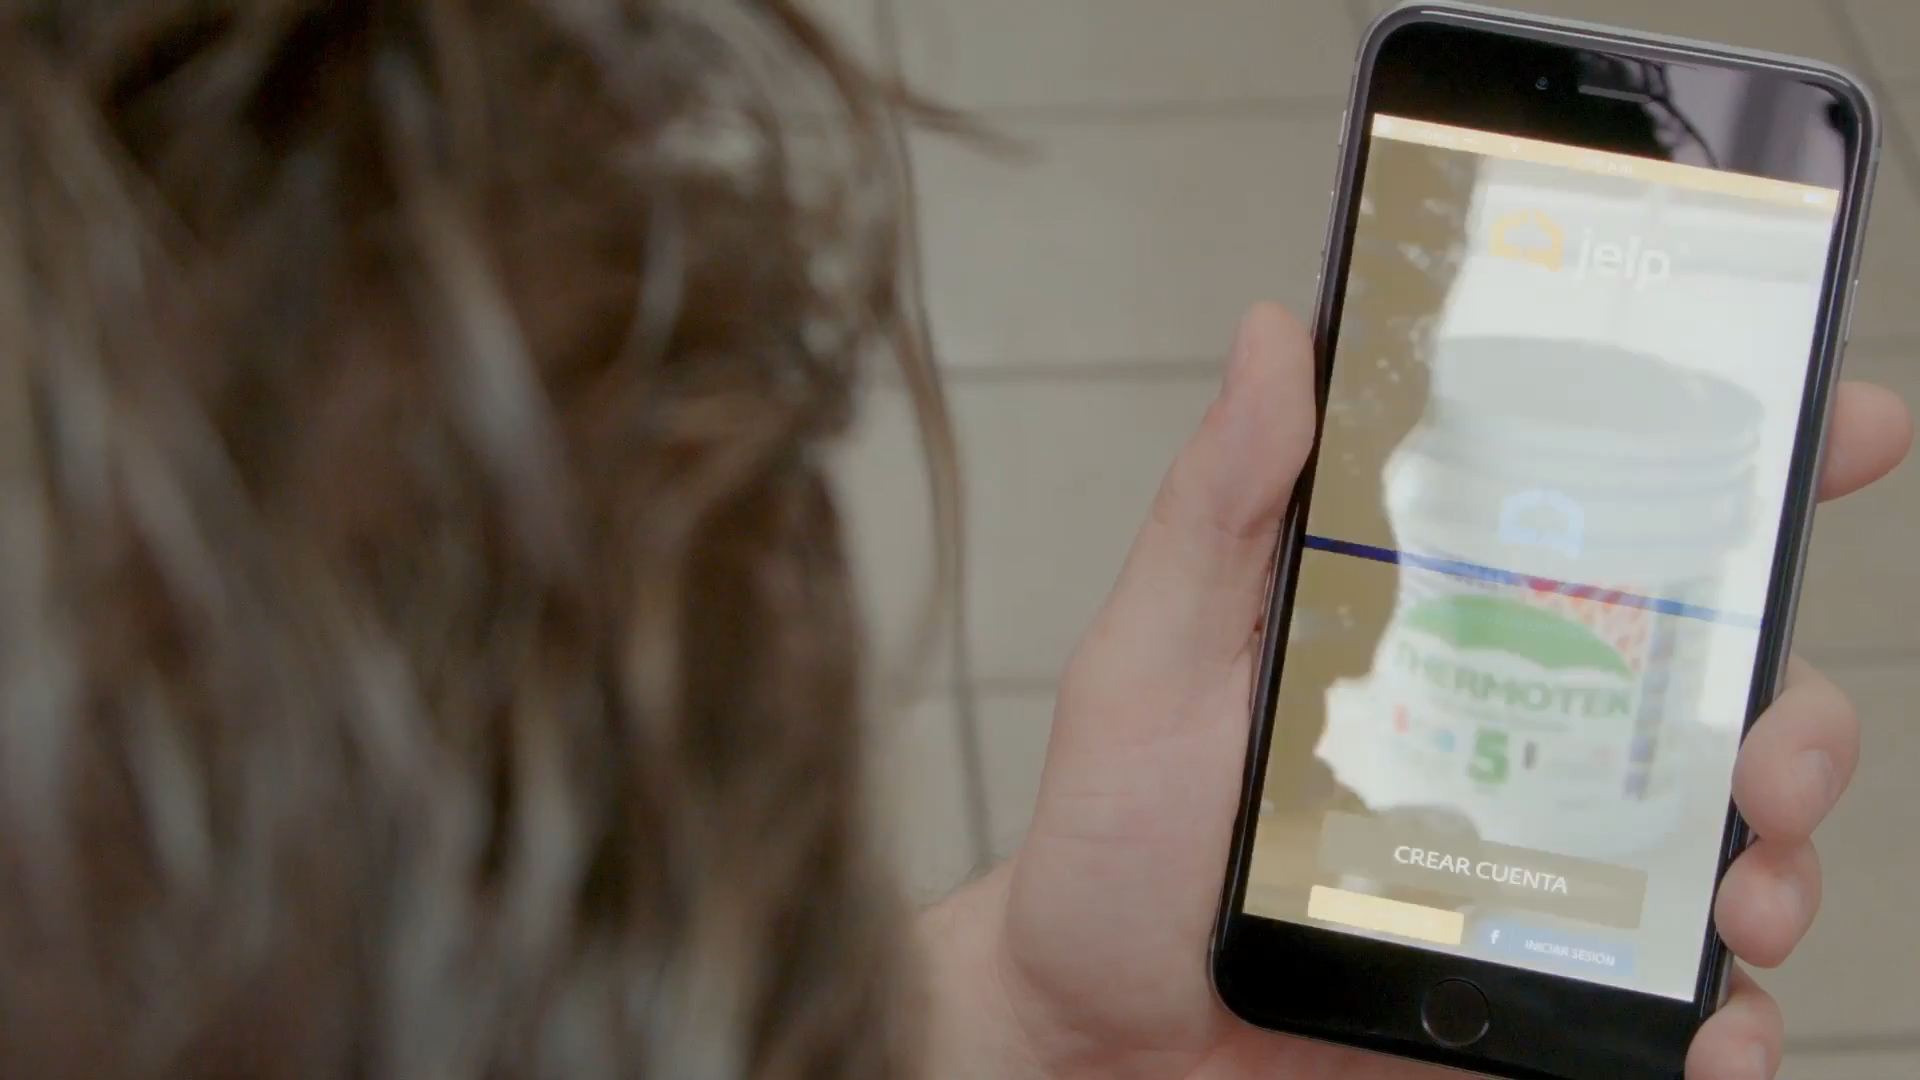 jelp
THERMOTEK
5
CREAR CUENTA
f INICIAR SESION